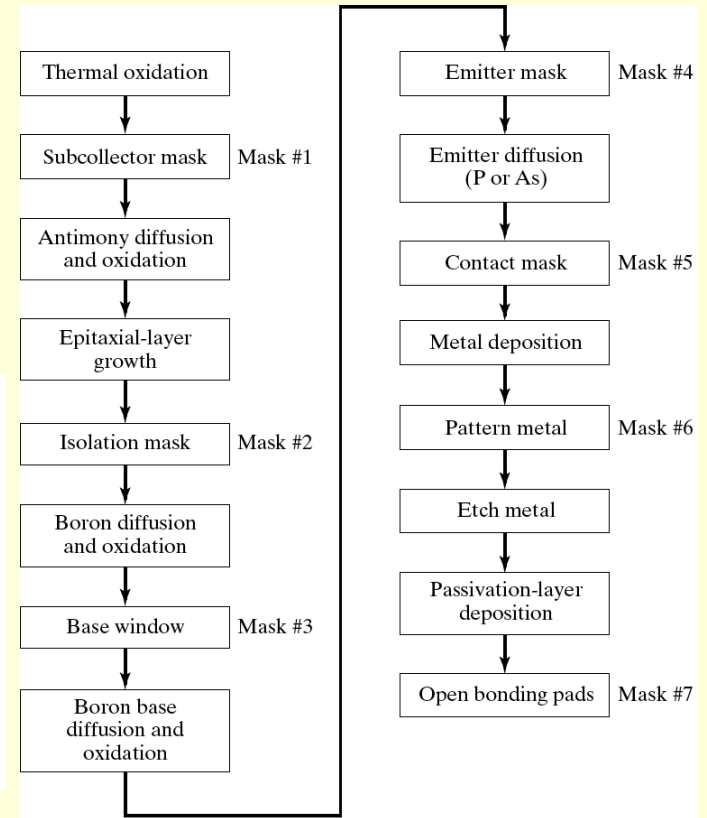 Thermal oxidation
Subcollector mask Mask #1
Antimony diffusion
and oxidation
Epitaxial-layer
growth
Isolation mask Mask #2
Boron diffusion
and oxidation
Base window Mask #3
Boron base
diffusion and
oxidation
Emitter mask Mask #4
Emitter diffusion
(P or As)
Contact mask Mask #5
Metal deposition
Pattern metal Mask #6
Etch metal
Passivation-layer
deposition
Open bonding pads Mask #7